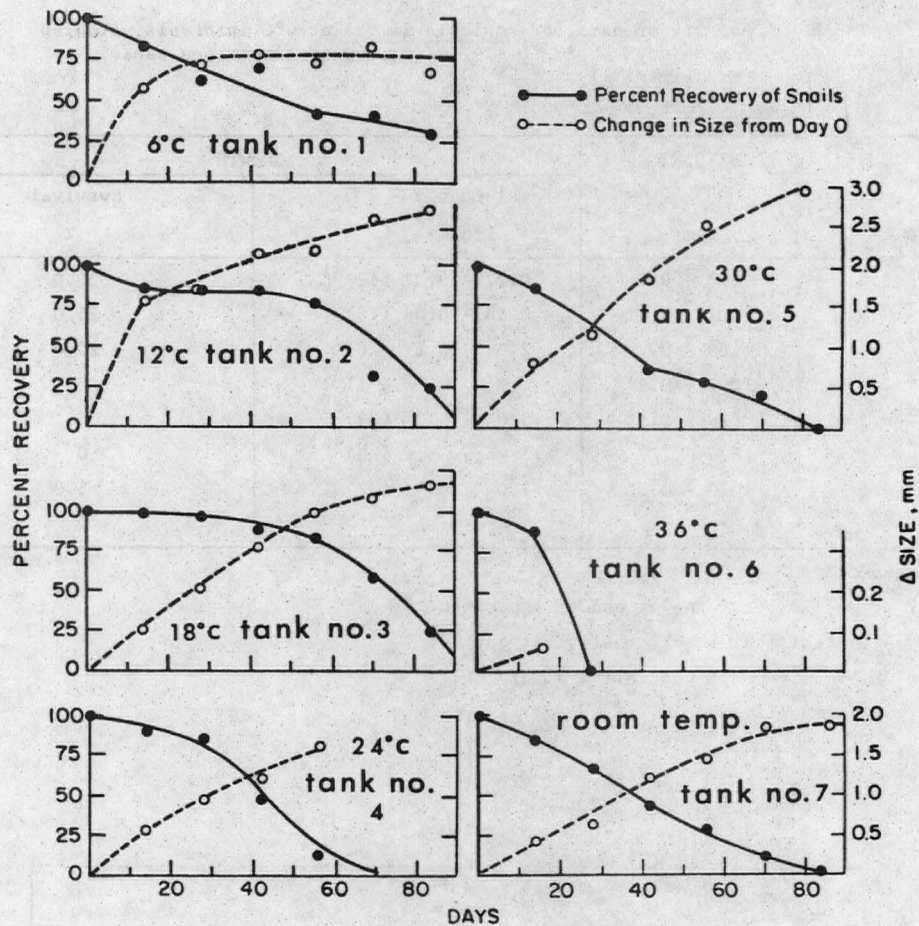 100
75
50
25
0
6°C tank no. 1
Percent Recovery of Snails
Change in Size from Day 0
100
75
50
25
0
12°C tank no. 2
3.0
2.5
2.0
1.5
1.0
0.5
30°C
tank no. 5
PERCENT RECOVERY
100
75
50
25
0
18°C tank no. 3
36°C
tank no. 6
0.2
0.1
Δ SIZE, mm
100
75
50
25
0
24°C
tank no.
4
room temp.
tank no. 7
2.0
1.5
1.0
0.5
20
40
60
80
0
20
40
60
80
DAYS